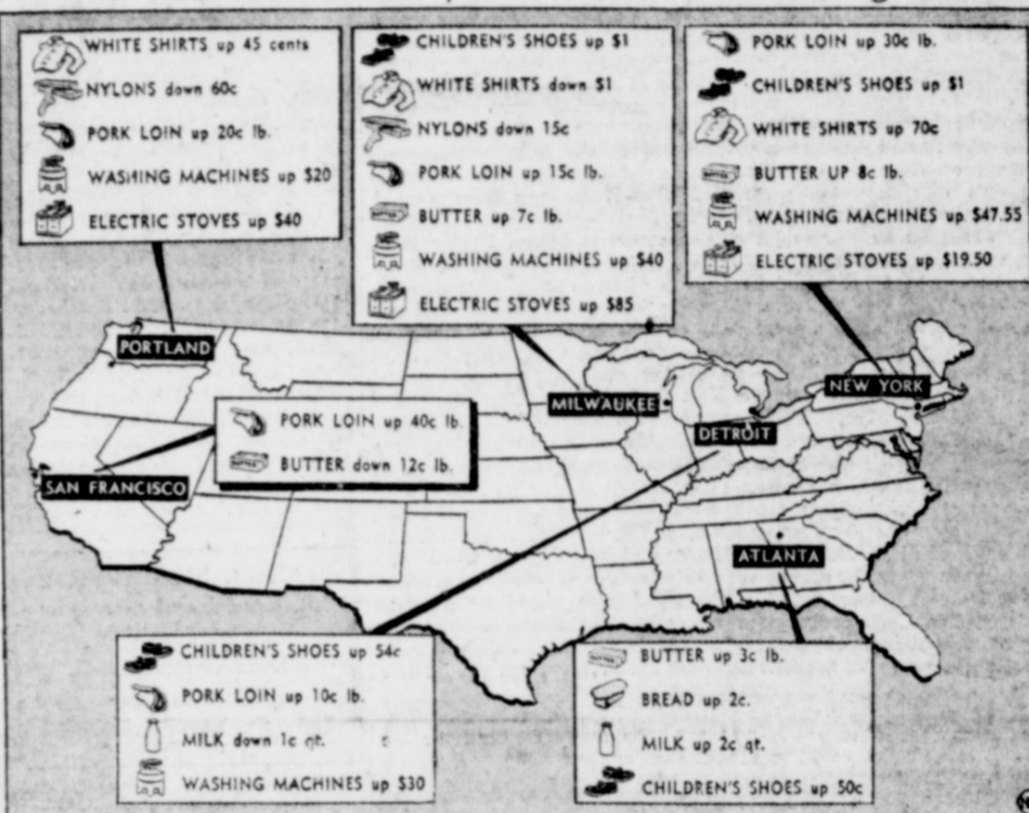 WHITE SHIRTS up 45 cents
NYLONS down 60c
PORK LOIN up 20c lb.
WASHING MACHINES up $20
ELECTRIC STOVES up $40
CHILDREN'S SHOES up $1
WHITE SHIRTS down $1
NYLONS down 15c
PORK LOIN up 15c lb.
BUTTER up 7c lb.
WASHING MACHINES up $40
ELECTRIC STOVES up $85
PORK LOIN up 30c lb.
CHILDREN'S SHOES up $1
WHITE SHIRTS up 70c
BUTTER UP 8c lb.
WASHING MACHINES up $47.55
ELECTRIC STOVES up $19.50
PORTLAND
MILWAUKEE
NEW YORK
DETROIT
PORK LOIN up 40c lb.
BUTTER down 12c lb.
SAN FRANCISCO
ATLANTA
CHILDREN'S SHOES up 54c
PORK LOIN up 10c lb.
MILK down 1c qt.
WASHING MACHINES up $30
BUTTER up 3c lb.
BREAD up 2c.
MILK up 2c qt.
CHILDREN'S SHOES up 50c